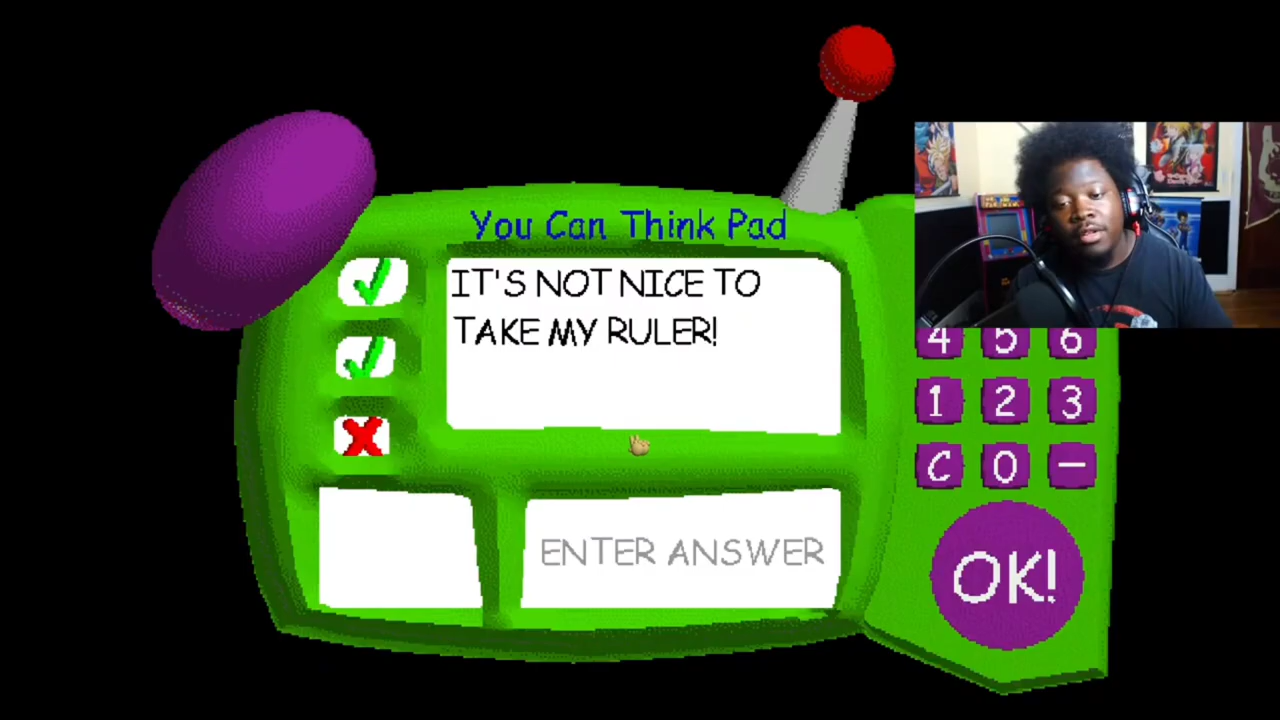 You Can Think Pad
IT'S NOT NICE TO
TAKE MY RULER!
4 5 6
1 2 3
C 0 −
ENTER ANSWER
OK!